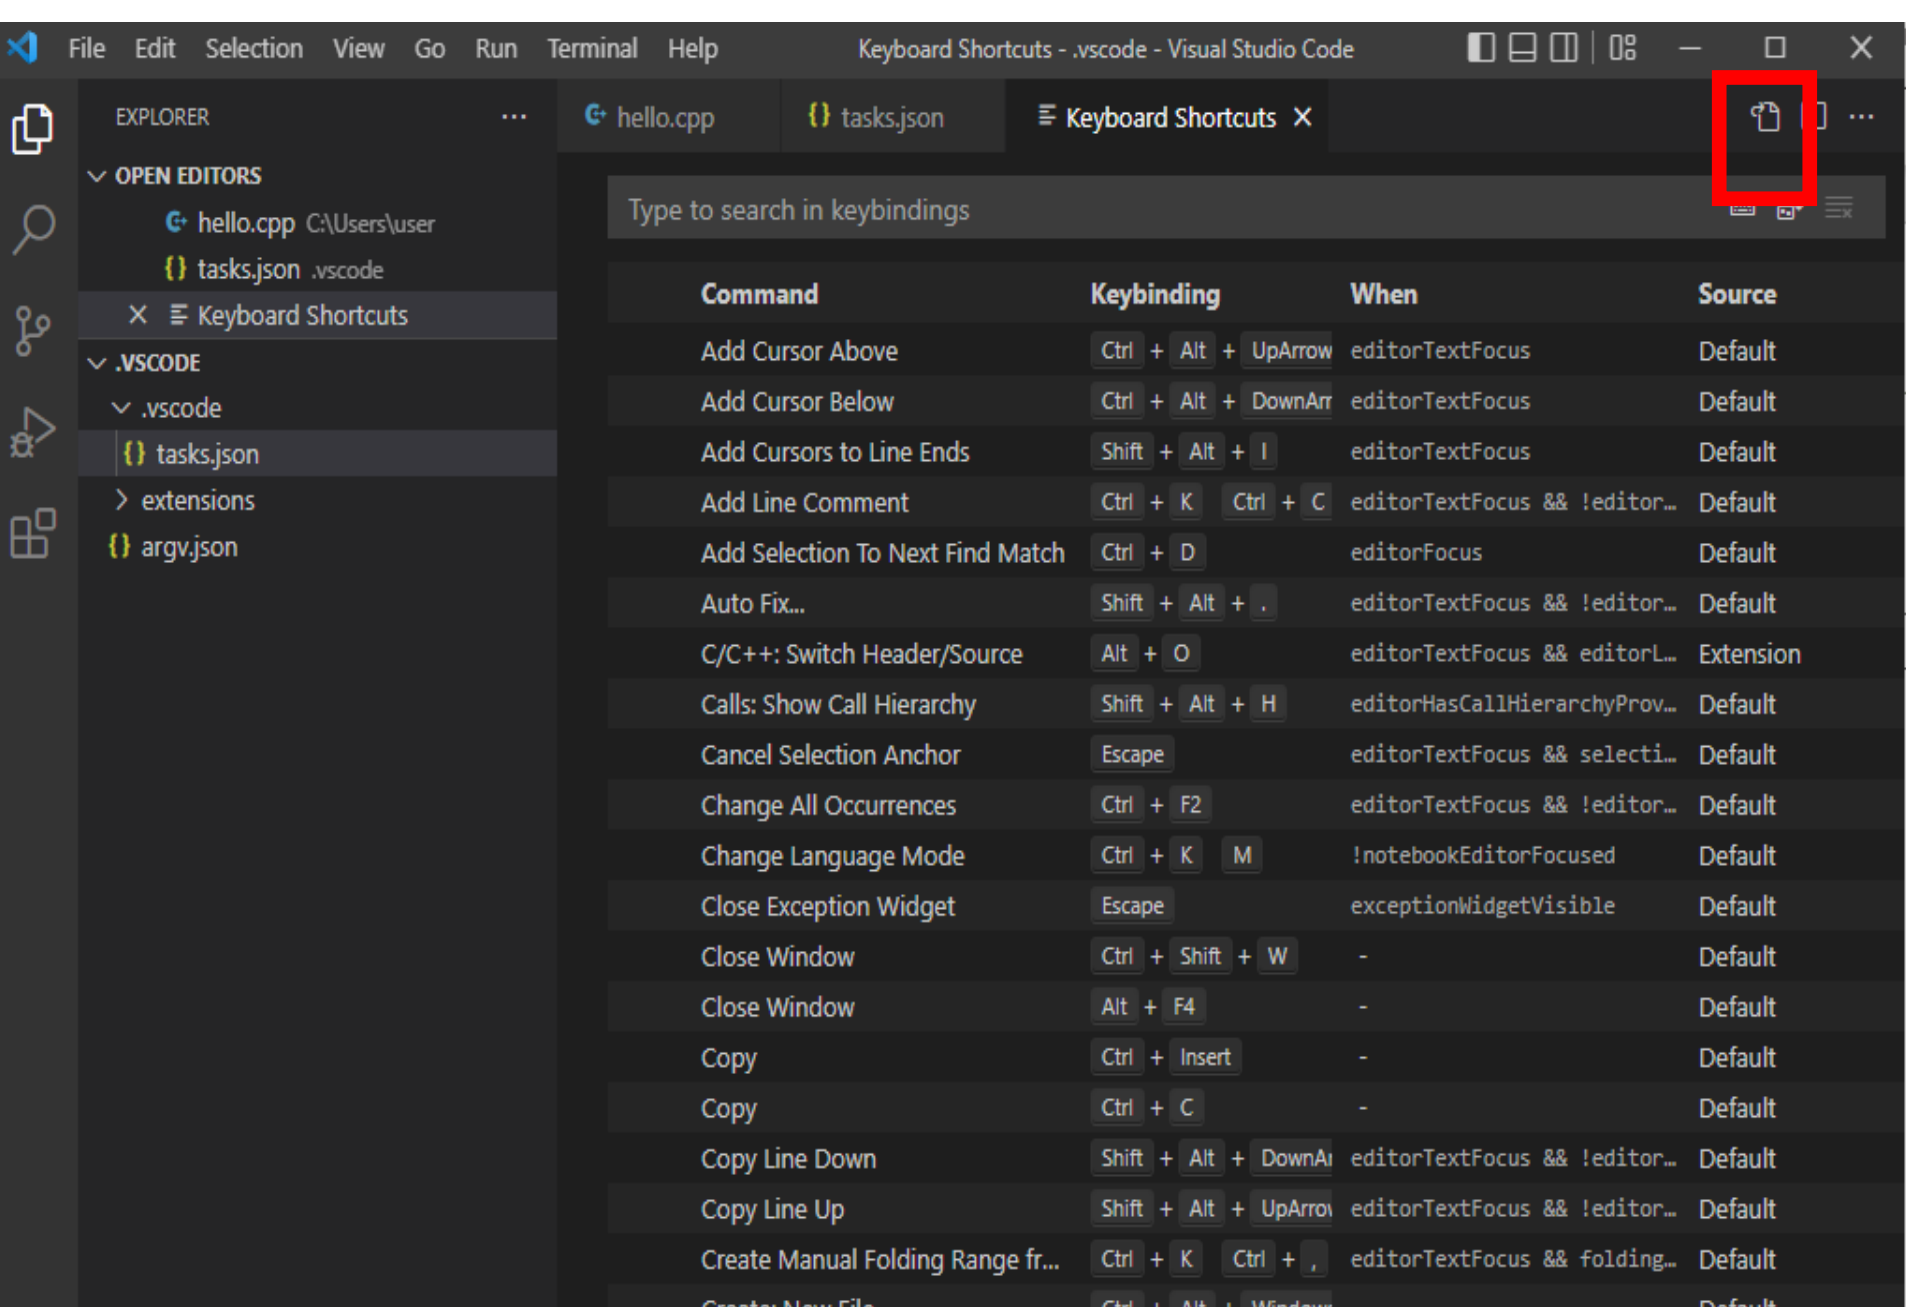 File Edit Selection View Go Run Terminal Help Keyboard Shortcuts - .vscode - Visual Studio Code
EXPLORER
hello.cpp
tasks.json
Keyboard Shortcuts
OPEN EDITORS
hello.cpp C:\Users\user
tasks.json .vscode
Keyboard Shortcuts
.VSCODE
.vscode
tasks.json
extensions
argv.json
Type to search in keybindings
Command Keybinding When Source
Add Cursor Above Ctrl + Alt + UpArrow editorTextFocus Default
Add Cursor Below Ctrl + Alt + DownArr editorTextFocus Default
Add Cursors to Line Ends Shift + Alt + I editorTextFocus Default
Add Line Comment Ctrl + K Ctrl + C editorTextFocus && !editor… Default
Add Selection To Next Find Match Ctrl + D editorFocus Default
Auto Fix... Shift + Alt + . editorTextFocus && !editor… Default
C/C++: Switch Header/Source Alt + O editorTextFocus && editorL… Extension
Calls: Show Call Hierarchy Shift + Alt + H editorHasCallHierarchyProv… Default
Cancel Selection Anchor Escape editorTextFocus && selecti… Default
Change All Occurrences Ctrl + F2 editorTextFocus && !editor… Default
Change Language Mode Ctrl + K M !notebookEditorFocused Default
Close Exception Widget Escape exceptionWidgetVisible Default
Close Window Ctrl + Shift + W - Default
Close Window Alt + F4 - Default
Copy Ctrl + Insert - Default
Copy Ctrl + C - Default
Copy Line Down Shift + Alt + DownAr editorTextFocus && !editor… Default
Copy Line Up Shift + Alt + UpArrow editorTextFocus && !editor… Default
Create Manual Folding Range fr... Ctrl + K Ctrl + , editorTextFocus && folding… Default
Create: New File Ctrl + Alt + Windows Default